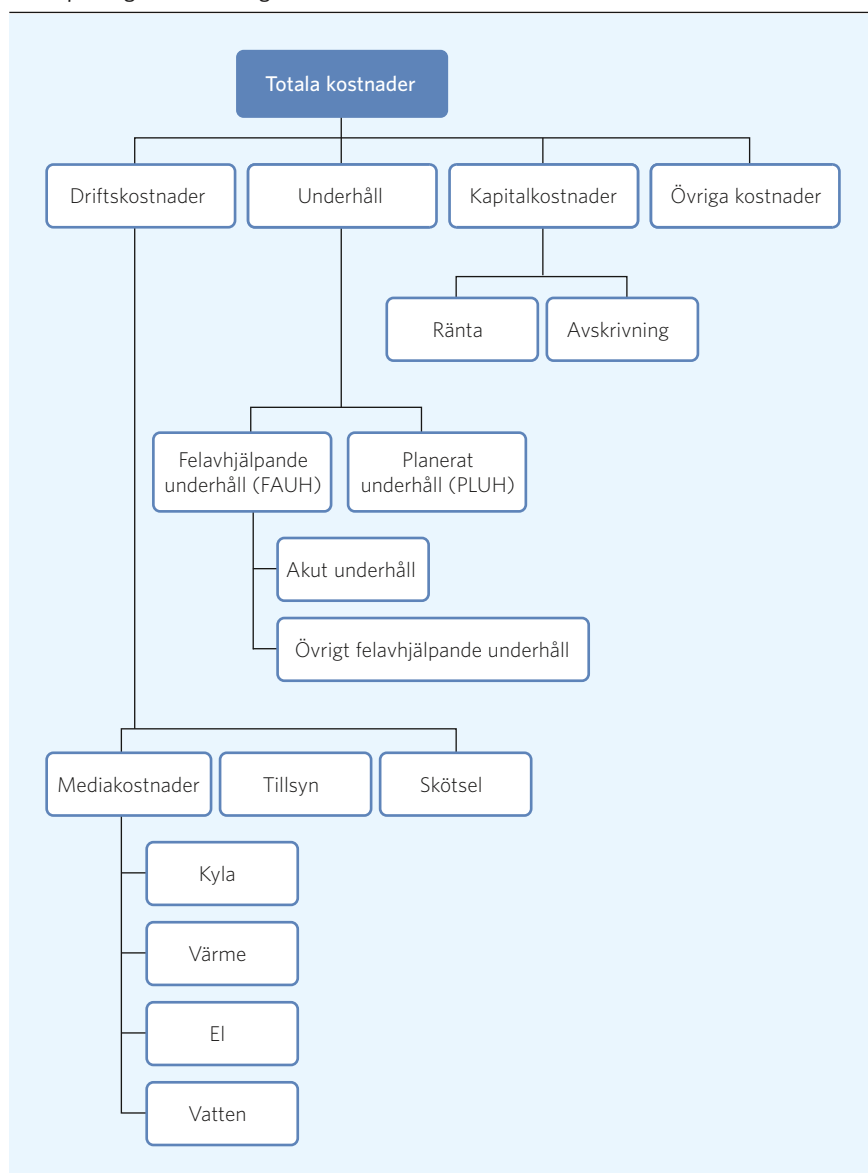 Totala kostnader
Driftskostnader
Underhåll
Kapitalkostnader
Övriga kostnader
Ränta
Avskrivning
Felavhjälpande
underhåll (FAUH)
Planerat
underhåll (PLUH)
Akut underhåll
Övrigt felavhjälpande underhåll
Mediakostnader
Tillsyn
Skötsel
Kyla
Värme
El
Vatten